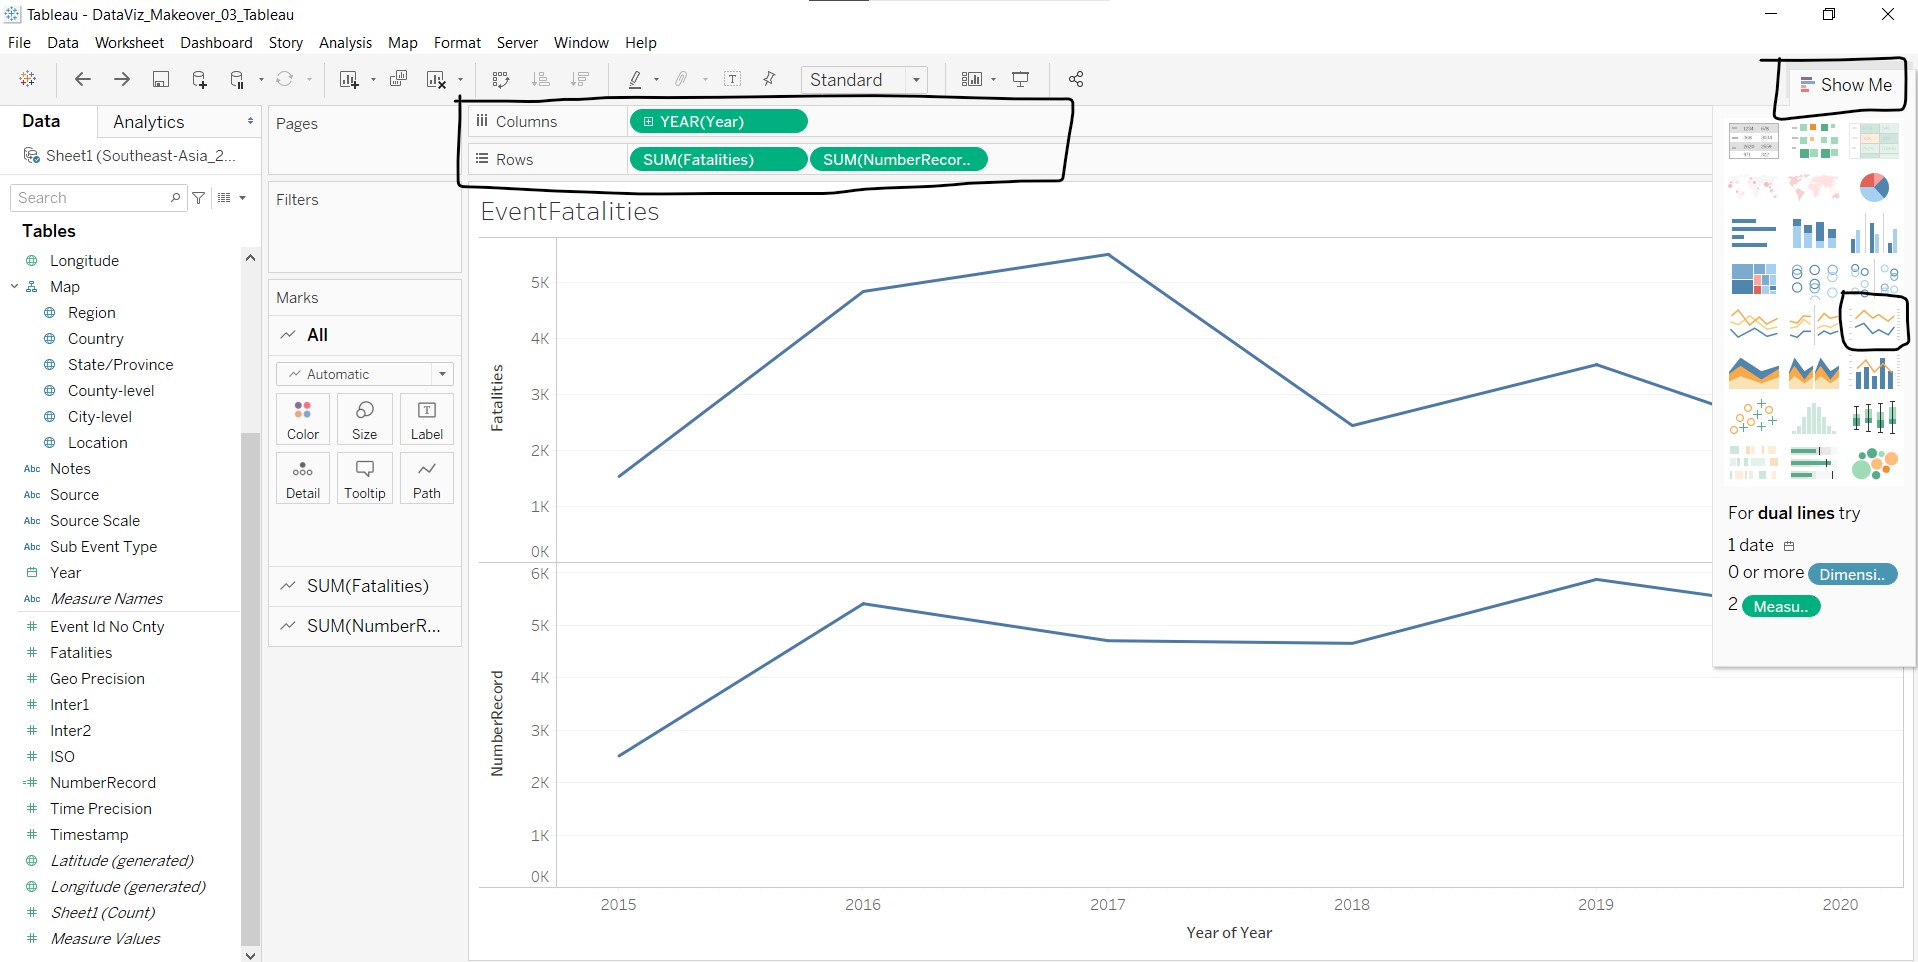 Tableau - DataViz_Makeover_03_Tableau
File Data Worksheet Dashboard Story Analysis Map Format Server Window Help
Standard
Show Me
Data
Analytics
Sheet1 (Southeast-Asia_2...
Search
Tables
Longitude
Map
Region
Country
State/Province
County-level
City-level
Location
Abc Notes
Abc Source
Abc Source Scale
Abc Sub Event Type
Year
Abc Measure Names
Event Id No Cnty
Fatalities
Geo Precision
Inter1
Inter2
ISO
NumberRecord
Time Precision
Timestamp
Latitude (generated)
Longitude (generated)
Sheet1 (Count)
Measure Values
Pages
Filters
Marks
All
Automatic
Color Size Label
Detail Tooltip Path
SUM(Fatalities)
SUM(NumberR...
Columns YEAR(Year)
Rows SUM(Fatalities) SUM(NumberRecor..
EventFatalities
Fatalities
5K
4K
3K
2K
1K
0K
NumberRecord
6K
5K
4K
3K
2K
1K
0K
2015 2016 2017 2018 2019 2020
Year of Year
For dual lines try
1 date
0 or more Dimensi..
2 Measu..